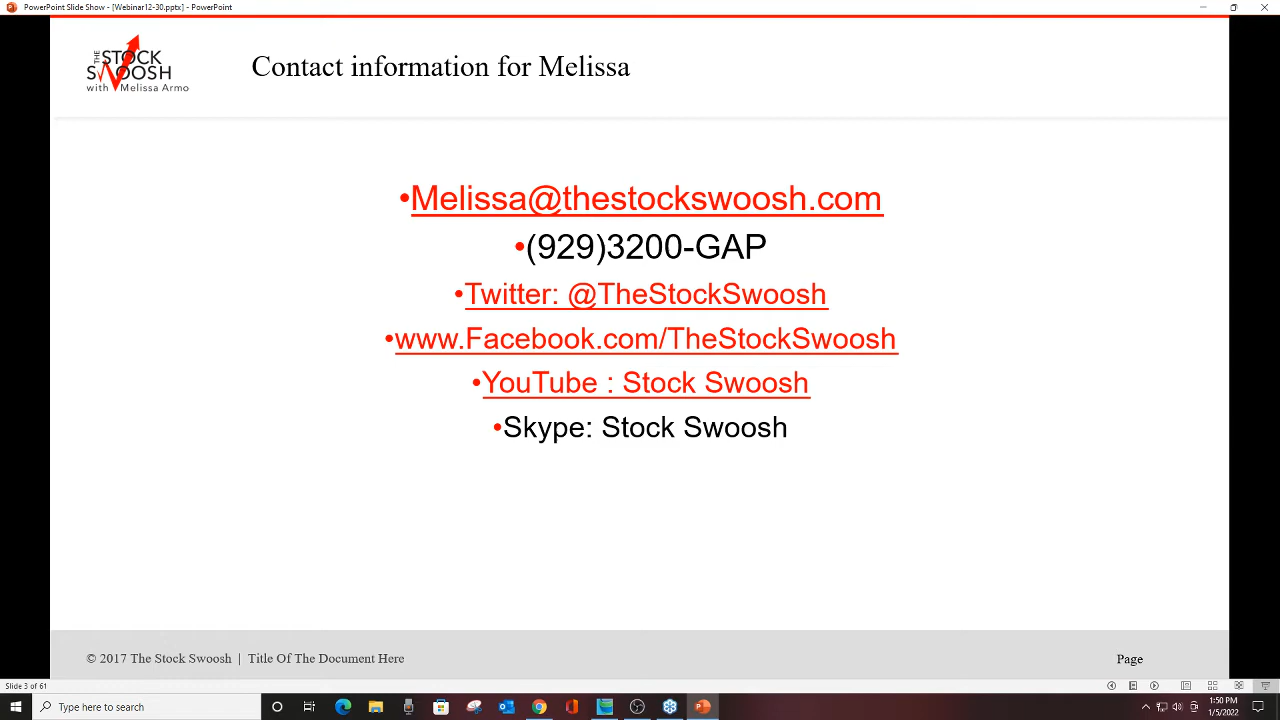 PowerPoint Slide Show - [Webinar12-30.pptx] - PowerPoint
THE STOCK
SWOOSH
with Melissa Armo
Contact information for Melissa
•Melissa@thestockswoosh.com
•(929)3200-GAP
•Twitter: @TheStockSwoosh
•www.Facebook.com/TheStockSwoosh
•YouTube : Stock Swoosh
•Skype: Stock Swoosh
© 2017 The Stock Swoosh | Title Of The Document Here
Page
Slide 3 of 61
Type here to search
1:50 PM
1/5/2022